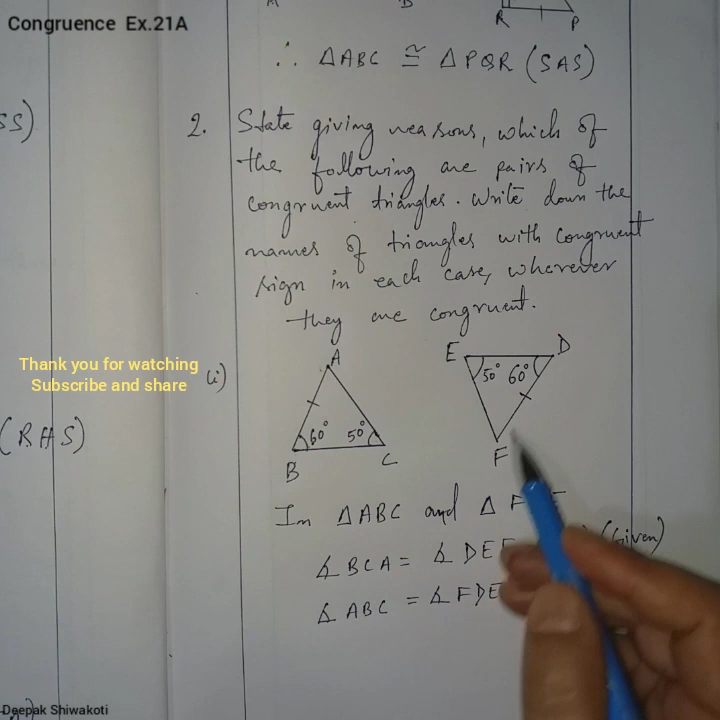 Congruence Ex.21A
A B R P
∴ ΔABC ≅ ΔPQR (SAS)
SS)
2. State giving reasons, which of
the following are pairs of
congruent triangles. Write down the
names of triangles with congruent
sign in each case, wherever
they are congruent.
Thank you for watching
Subscribe and share
(i)
A E D
50° 60°
60° 50°
B C F
(RHS)
In ΔABC and Δ F E
∡BCA = ∡DEF (Given)
∡ABC = ∡FDE
Deepak Shiwakoti